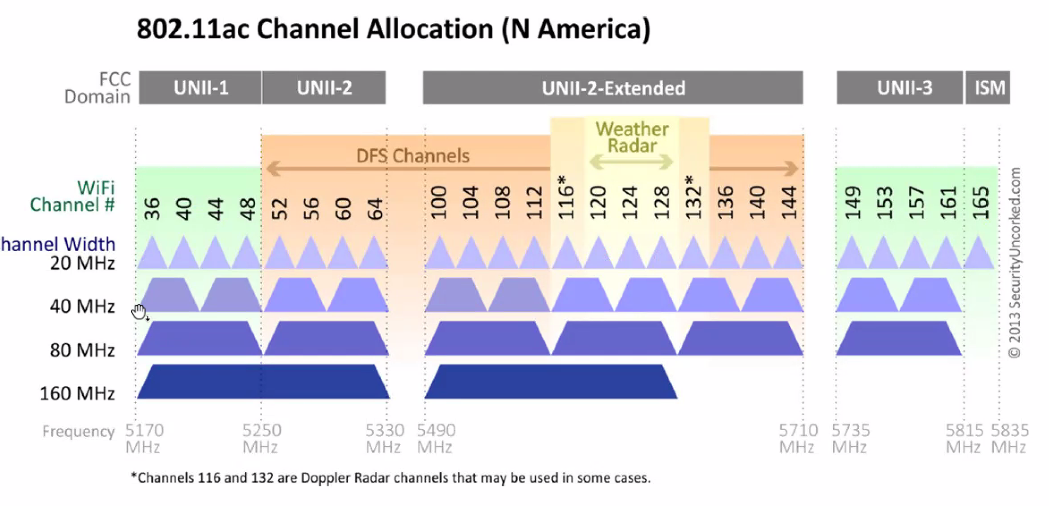 802.11ac Channel Allocation (N America)
FCC
Domain
UNII-1
UNII-2
UNII-2-Extended
UNII-3
ISM
Weather
Radar
DFS Channels
WiFi
Channel #
36
40
44
48
52
56
60
64
100
104
108
112
116*
120
124
128
132*
136
140
144
149
153
157
161
165
hannel Width
20 MHz
40 MHz
80 MHz
160 MHz
Frequency
5170
MHz
5250
MHz
5330
MHz
5490
MHz
5710
MHz
5735
MHz
5815
MHz
5835
MHz
© 2013 SecurityUncorked.com
*Channels 116 and 132 are Doppler Radar channels that may be used in some cases.